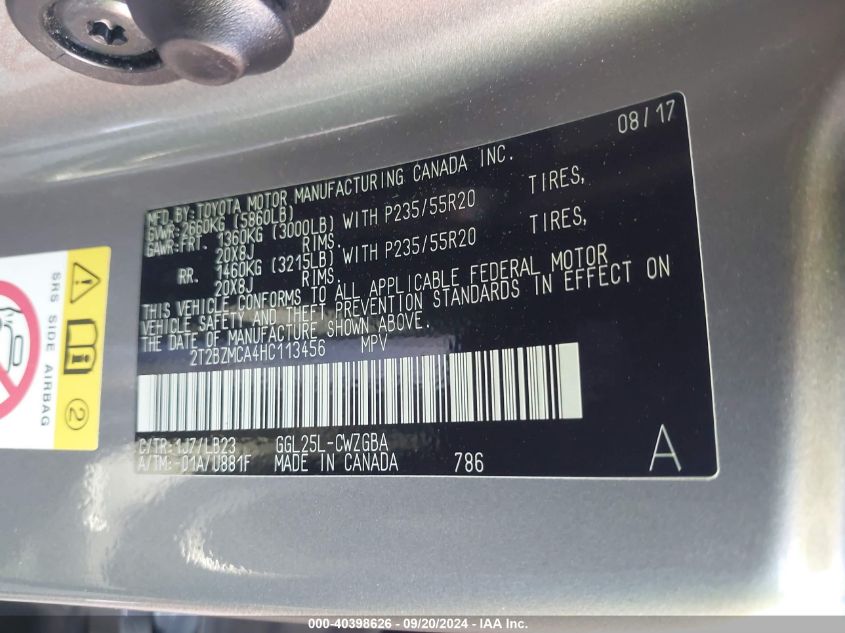 08/17
MFD.BY:TOYOTA MOTOR MANUFACTURING CANADA INC.
GVWR:2660KG (5860LB)
GAWR:FRT. 1360KG (3000LB) WITH P235/55R20 TIRES,
20X8J RIMS.
RR. 1460KG (3215LB) WITH P235/55R20 TIRES,
20X8J RIMS.
THIS VEHICLE CONFORMS TO ALL APPLICABLE FEDERAL MOTOR
VEHICLE SAFETY AND THEFT PREVENTION STANDARDS IN EFFECT ON
THE DATE OF MANUFACTURE SHOWN ABOVE.
2T2BZMCA4HC113456 MPV
C/TR:1J7/LB23 GGL25L-CWZGBA
A/TM:-01A/U881F MADE IN CANADA 786
A
SRS SIDE AIRBAG
2
000-40398626 - 09/20/2024 - IAA Inc.